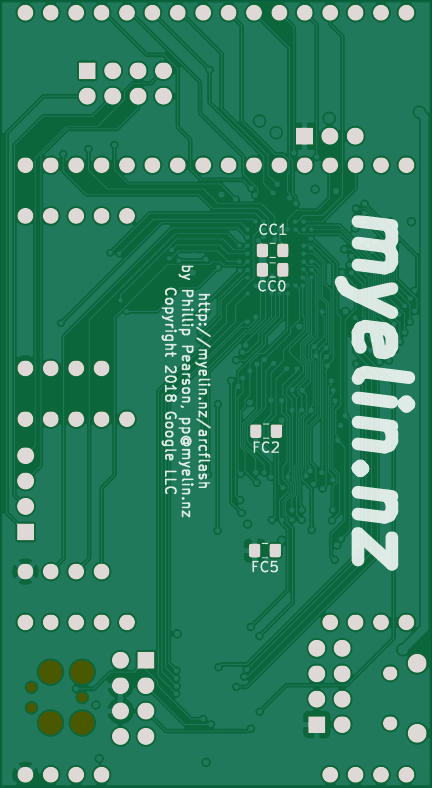 CC1
CC0
myelin.nz
http://myelin.nz/arcflash
by Phillip Pearson, pp@myelin.nz
Copyright 2018 Google LLC
FC2
FC5